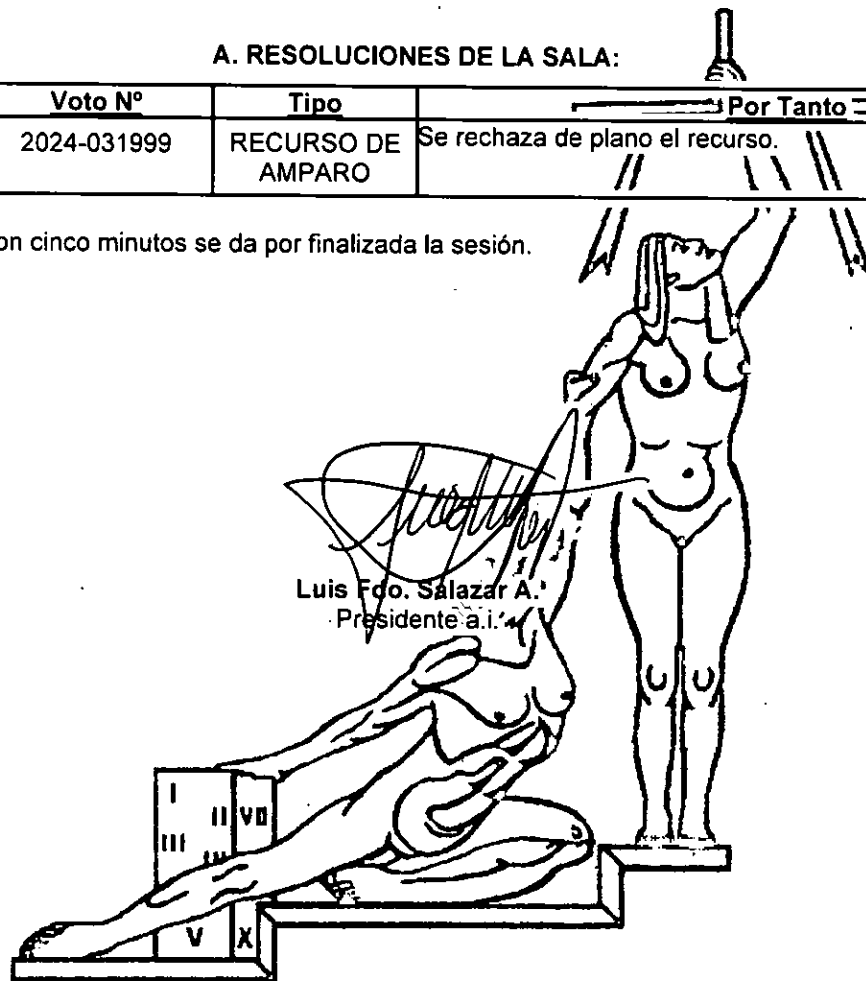 A. RESOLUCIONES DE LA SALA:
Voto Nº Tipo Por Tanto
2024-031999 RECURSO DE AMPARO Se rechaza de plano el recurso.
on cinco minutos se da por finalizada la sesión.
Luis Fdo. Salazar A.
Presidente a.i.
I
II VII
III
V X